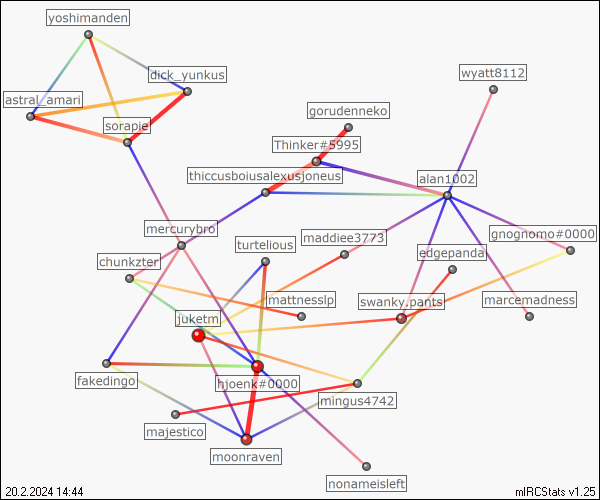 yoshimanden
dick_yunkus
wyatt8112
astral_amari
gorudenneko
sorapie
Thinker#5995
thiccusboiusalexusjoneus
alan1002
mercurybro
maddiee3773
gnognomo#0000
turtelious
edgepanda
chunkzter
mattnesslp
swanky.pants
marcemadness
juketm
fakedingo
hjoenk#0000
mingus4742
majestico
moonraven
nonameisleft
20.2.2024 14:44
mIRCStats v1.25